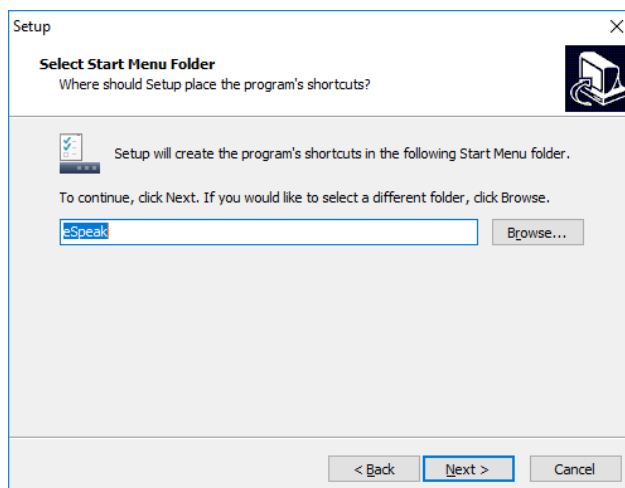 Setup
Select Start Menu Folder
Where should Setup place the program's shortcuts?
Setup will create the program's shortcuts in the following Start Menu folder.
To continue, click Next. If you would like to select a different folder, click Browse.
eSpeak
Browse...
< Back
Next >
Cancel